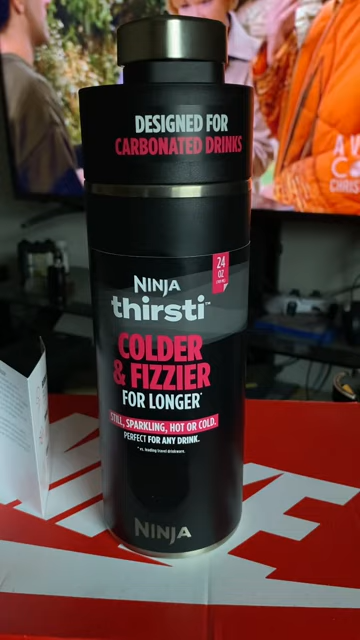 DESIGNED FOR
CARBONATED DRINKS
24
OZ
NINJA
thirsti™
COLDER
& FIZZIER
FOR LONGER*
STILL, SPARKLING, HOT OR COLD.
PERFECT FOR ANY DRINK.
* vs. leading travel drinkware.
NINJA